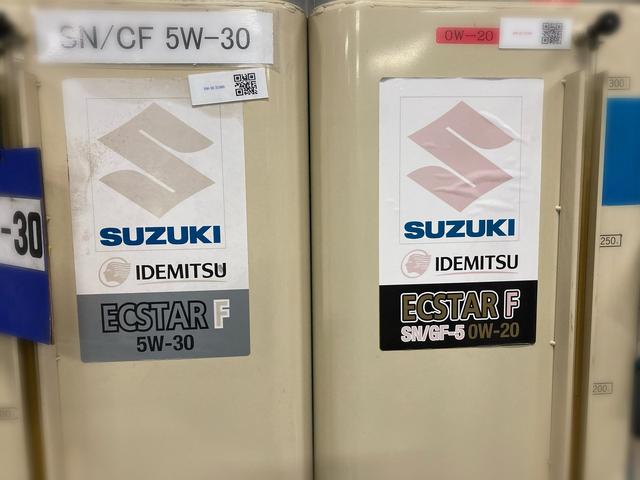 SN/CF 5W-30
SUZUKI
IDEMITSU
ECSTAR F
5W-30
0W-20
SUZUKI
IDEMITSU
ECSTAR F
SN/GF-5 0W-20
-30
300
250
200